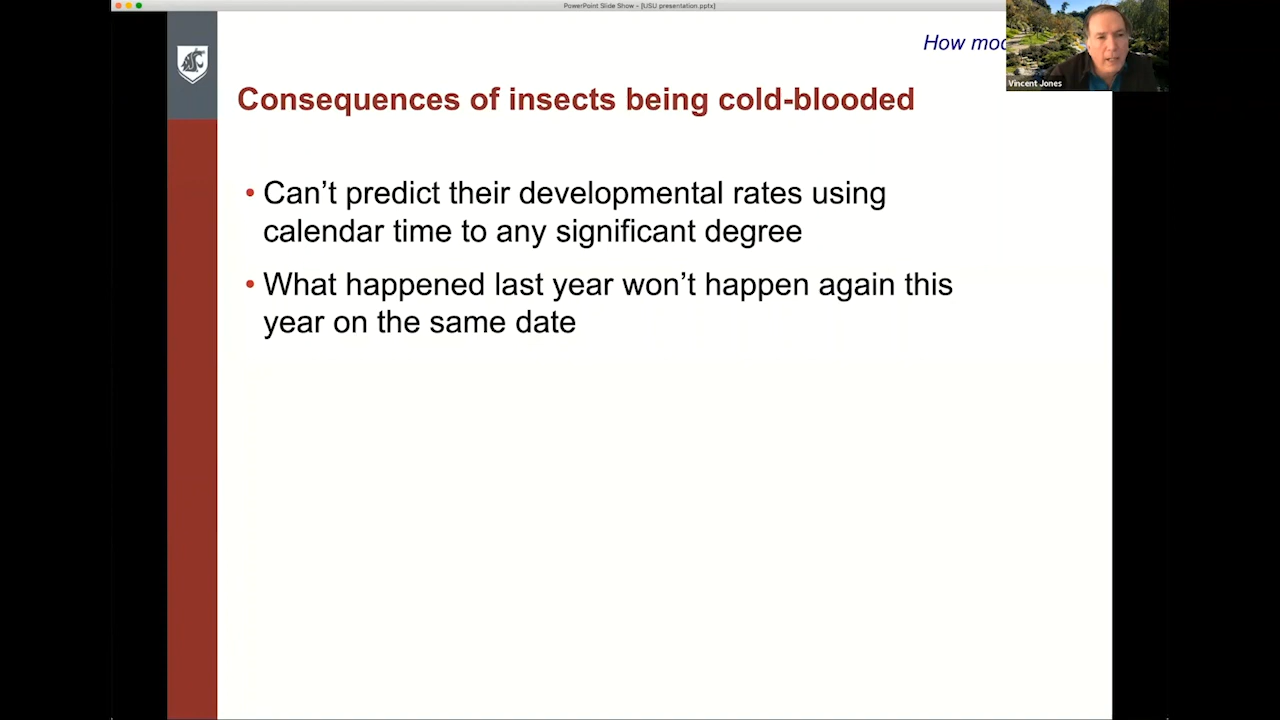 PowerPoint Slide Show - [USU presentation.pptx]
How mo
Vincent Jones
Consequences of insects being cold-blooded
• Can’t predict their developmental rates using
calendar time to any significant degree
• What happened last year won’t happen again this
year on the same date